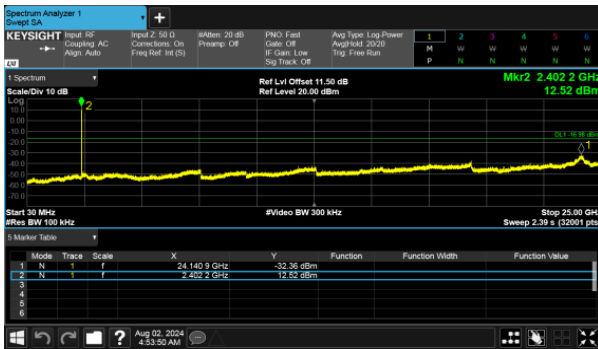 Spectrum Analyzer 1
Swept SA
KEYSIGHT
Input: RF
Coupling: AC
Align: Auto
Input Z: 50 Ω
Corrections: On
Freq Ref: Int (S)
#Atten: 20 dB
Preamp: Off
PNO: Fast
Gate: Off
IF Gain: Low
Sig Track: Off
Avg Type: Log-Power
Avg|Hold: 20/20
Trig: Free Run
1 2 3 4 5 6
M W W W W W
P N N N N N
LXI
1 Spectrum
Scale/Div 10 dB
Ref Lvl Offset 11.50 dB
Ref Level 20.00 dBm
Mkr2 2.402 2 GHz
12.52 dBm
Log
10.0
0.00
-10.0
-20.0
-30.0
-40.0
-50.0
-60.0
-70.0
2
1
Start 30 MHz
#Res BW 100 kHz
#Video BW 300 kHz
Stop 25.00 GHz
Sweep 2.39 s (32001 pts)
5 Marker Table
Mode Trace Scale X Y Function Function Width Function Value
1 N 1 f 24.140 9 GHz -32.36 dBm
2 N 1 f 2.402 2 GHz 12.52 dBm
3
4
5
6
?
Aug 02, 2024
4:53:50 AM